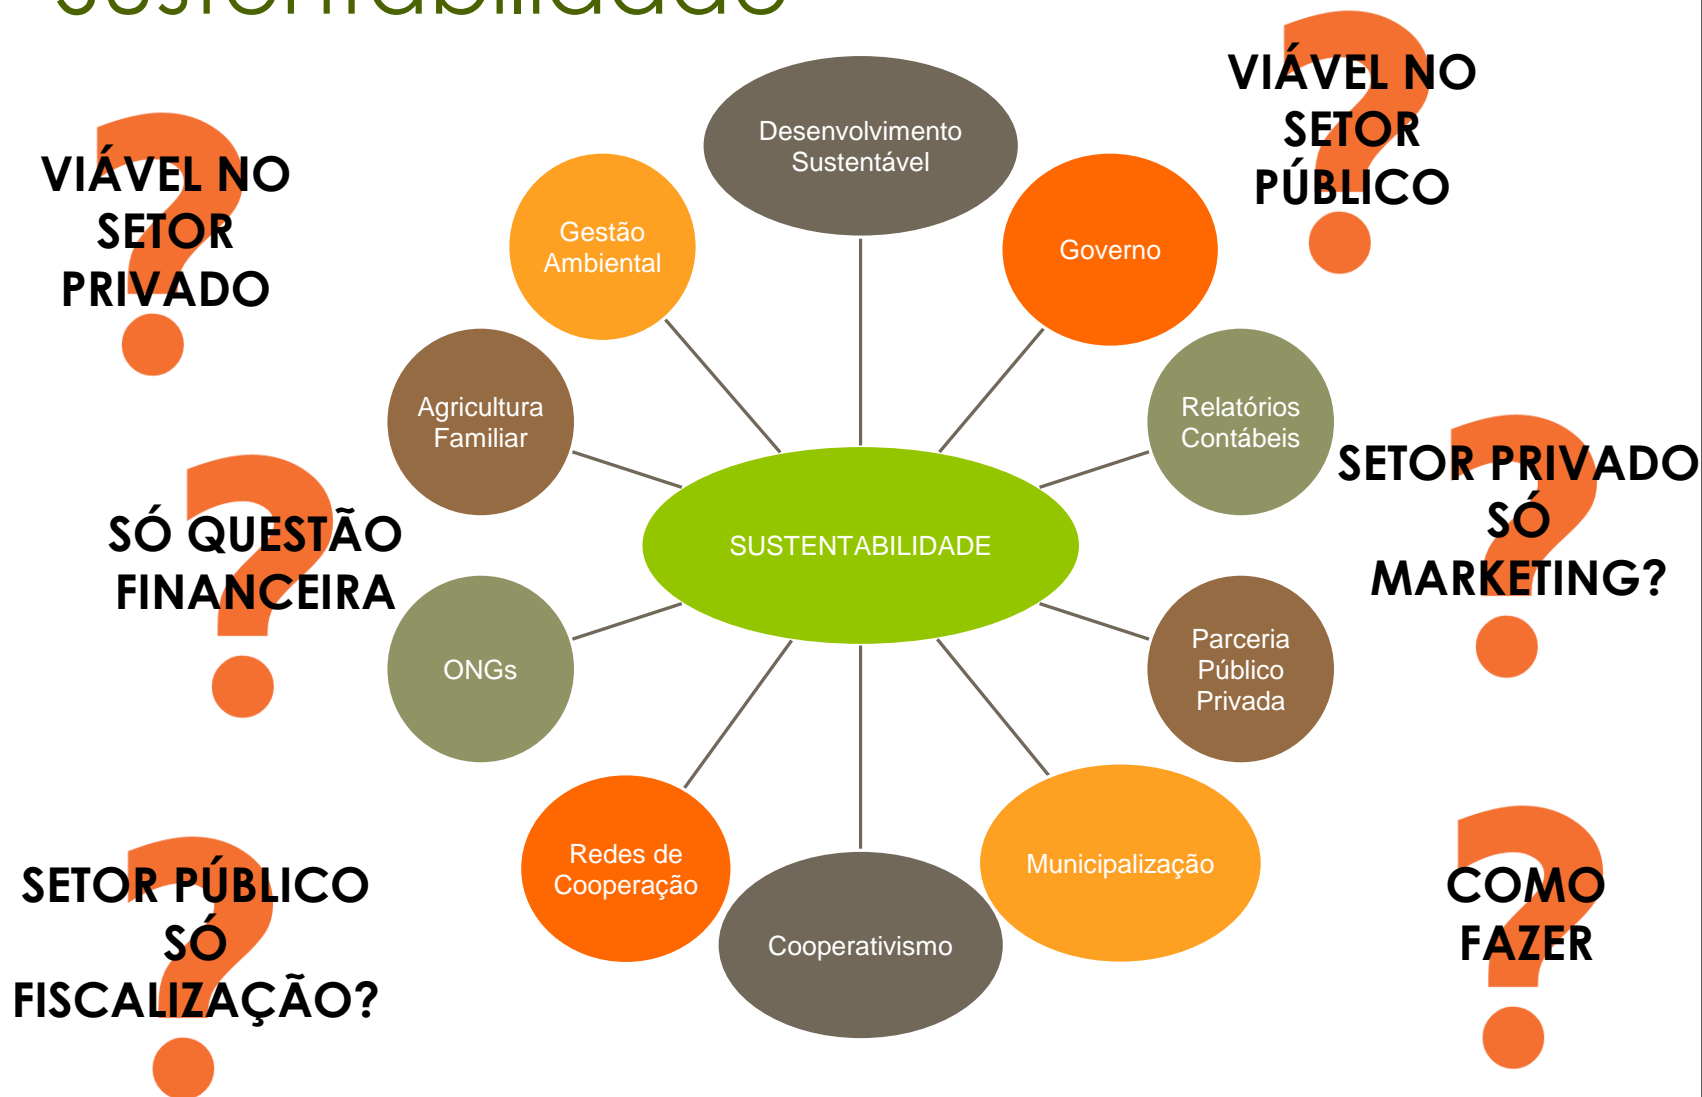 Sustentabilidade
VIÁVEL NO
SETOR
PÚBLICO
VIÁVEL NO
SETOR
PRIVADO
Desenvolvimento
Sustentável
Gestão
Ambiental
Governo
Agricultura
Familiar
Relatórios
Contábeis
SETOR PRIVADO
SÓ
MARKETING?
SÓ QUESTÃO
FINANCEIRA
SUSTENTABILIDADE
ONGs
Parceria
Público
Privada
Redes de
Cooperação
Cooperativismo
Municipalização
SETOR PÚBLICO
SÓ
FISCALIZAÇÃO?
COMO
FAZER